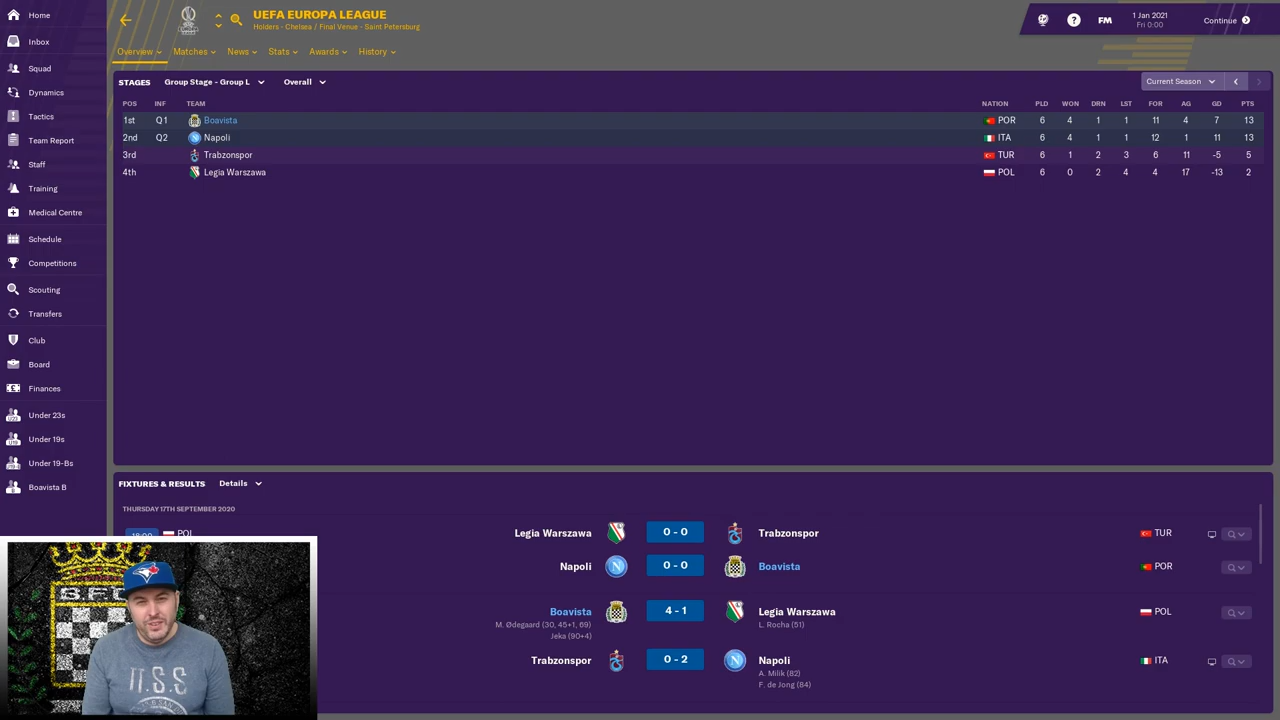 Home
Inbox
Squad
Dynamics
Tactics
Team Report
Staff
Training
Medical Centre
Schedule
Competitions
Scouting
Transfers
Club
Board
Finances
Under 23s
Under 19s
Under 19-Bs
Boavista B
UEFA EUROPA LEAGUE
Holders - Chelsea / Final Venue - Saint Petersburg
FM
1 Jan 2021
Fri 0:00
Continue
Overview Matches News Stats Awards History
STAGES Group Stage - Group L Overall Current Season
POS INF TEAM NATION PLD WON DRN LST FOR AG GD PTS
1st Q1 Boavista POR 6 4 1 1 11 4 7 13
2nd Q2 Napoli ITA 6 4 1 1 12 1 11 13
3rd Trabzonspor TUR 6 1 2 3 6 11 -5 5
4th Legia Warszawa POL 6 0 2 4 4 17 -13 2
FIXTURES & RESULTS Details
THURSDAY 17TH SEPTEMBER 2020
POL Legia Warszawa 0 - 0 Trabzonspor TUR
Napoli 0 - 0 Boavista POR
Boavista 4 - 1 Legia Warszawa POL
M. Ødegaard (30, 45+1, 69) L. Rocha (51)
Jeka (90+4)
Trabzonspor 0 - 2 Napoli ITA
A. Milik (82)
F. de Jong (84)
II.S.S